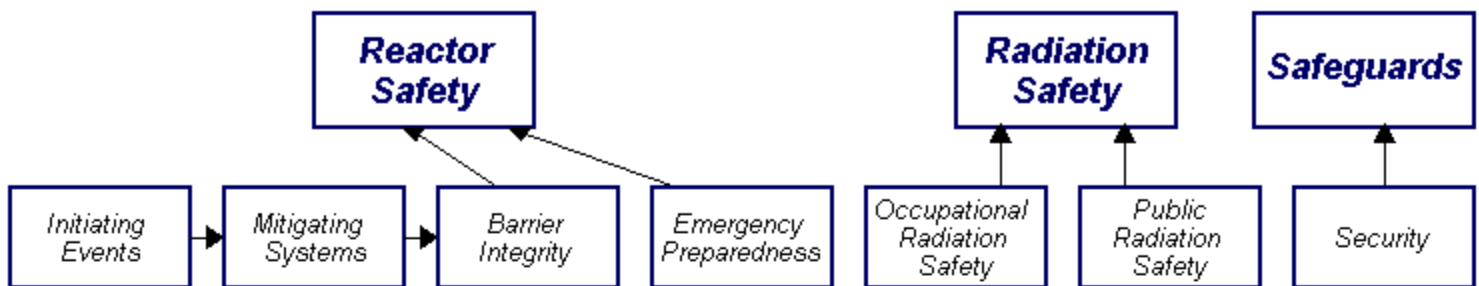 Reactor
Safety
Radiation
Safety
Safeguards
Initiating
Events
Mitigating
Systems
Barrier
Integrity
Emergency
Preparedness
Occupational
Radiation
Safety
Public
Radiation
Safety
Security